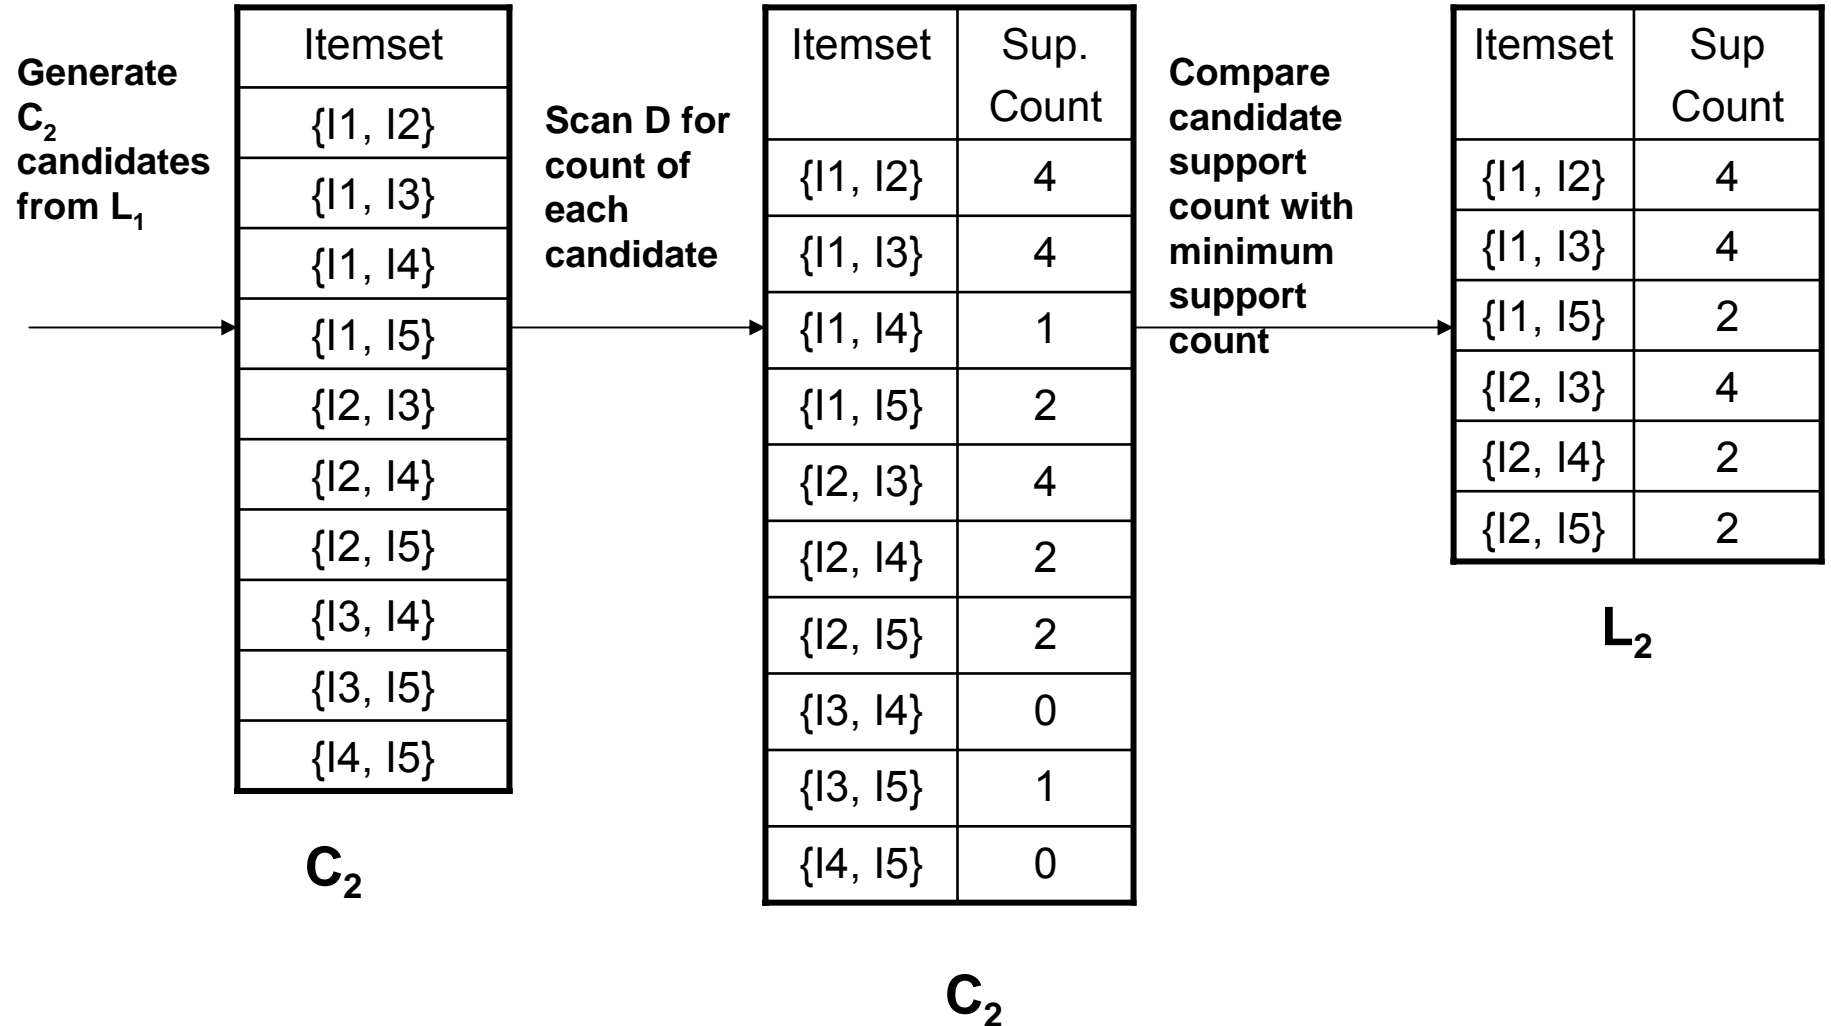 Generate
C₂
candidates
from L₁
Itemset
{I1, I2}
{I1, I3}
{I1, I4}
{I1, I5}
{I2, I3}
{I2, I4}
{I2, I5}
{I3, I4}
{I3, I5}
{I4, I5}
C₂
Scan D for
count of
each
candidate
Itemset Sup.
Count
{I1, I2} 4
{I1, I3} 4
{I1, I4} 1
{I1, I5} 2
{I2, I3} 4
{I2, I4} 2
{I2, I5} 2
{I3, I4} 0
{I3, I5} 1
{I4, I5} 0
C₂
Compare
candidate
support
count with
minimum
support
count
Itemset Sup
Count
{I1, I2} 4
{I1, I3} 4
{I1, I5} 2
{I2, I3} 4
{I2, I4} 2
{I2, I5} 2
L₂